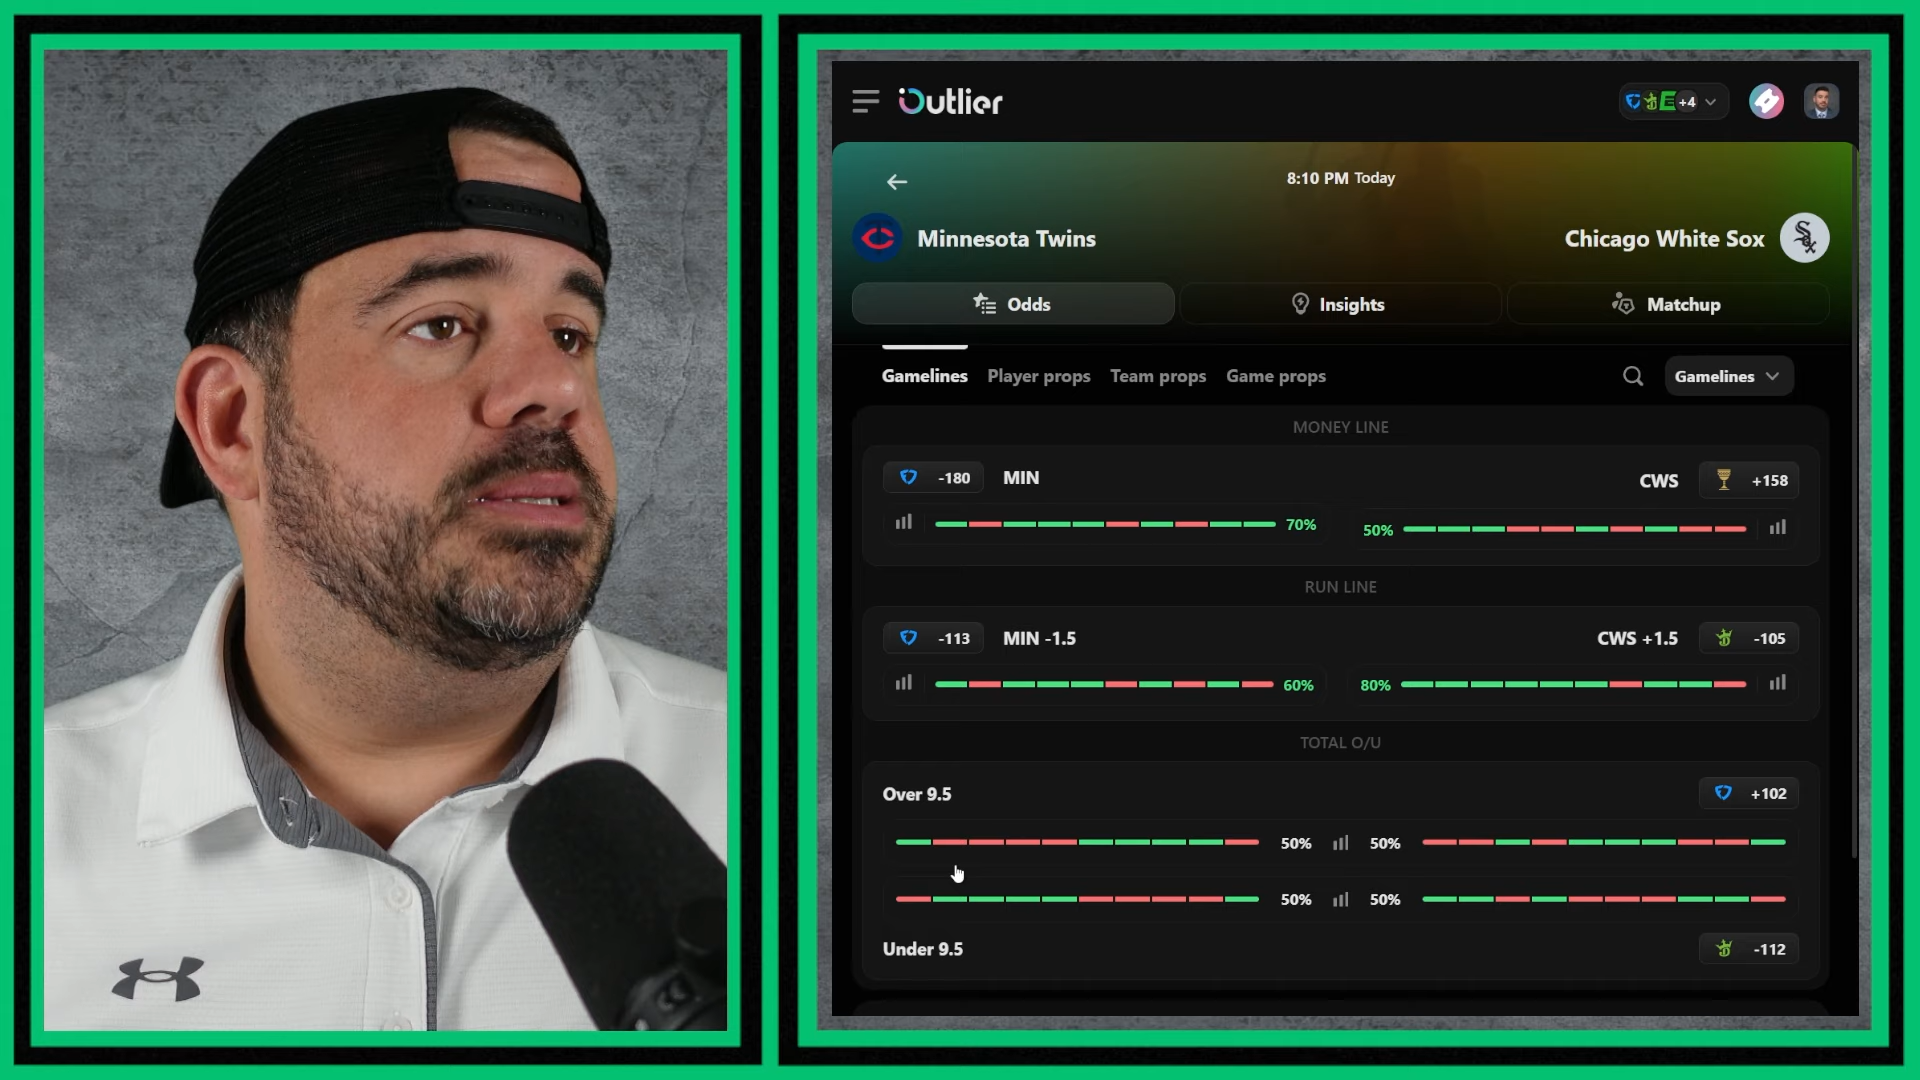 Outlier
+4
8:10 PM Today
Minnesota Twins
Chicago White Sox
Odds
Insights
Matchup
Gamelines
Player props
Team props
Game props
Gamelines
MONEY LINE
-180 MIN
CWS +158
70%
50%
RUN LINE
-113 MIN -1.5
CWS +1.5 -105
60%
80%
TOTAL O/U
Over 9.5
+102
50% 50%
50% 50%
Under 9.5
-112